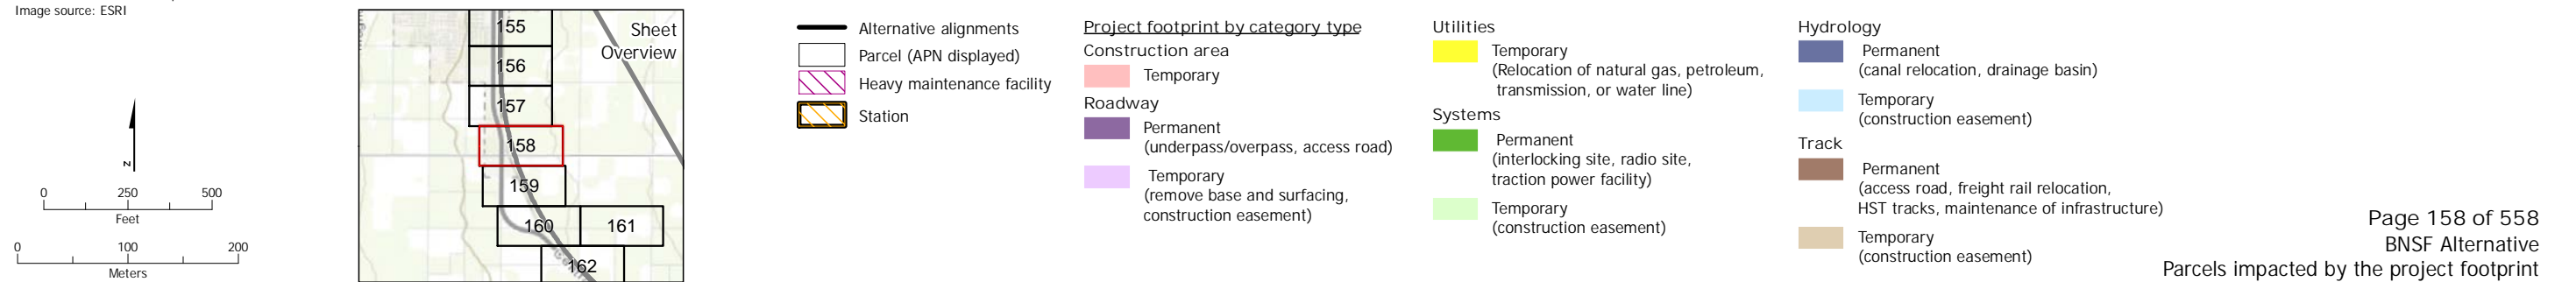 Image source: ESRI
N
0 250 500
Feet
0 100 200
Meters
Sheet
Overview
155
156
157
158
159
160
161
162
Alternative alignments
Parcel (APN displayed)
Heavy maintenance facility
Station
Project footprint by category type
Construction area
Temporary
Roadway
Permanent
(underpass/overpass, access road)
Temporary
(remove base and surfacing,
construction easement)
Utilities
Temporary
(Relocation of natural gas, petroleum,
transmission, or water line)
Systems
Permanent
(interlocking site, radio site,
traction power facility)
Temporary
(construction easement)
Hydrology
Permanent
(canal relocation, drainage basin)
Temporary
(construction easement)
Track
Permanent
(access road, freight rail relocation,
HST tracks, maintenance of infrastructure)
Temporary
(construction easement)
Page 158 of 558
BNSF Alternative
Parcels impacted by the project footprint